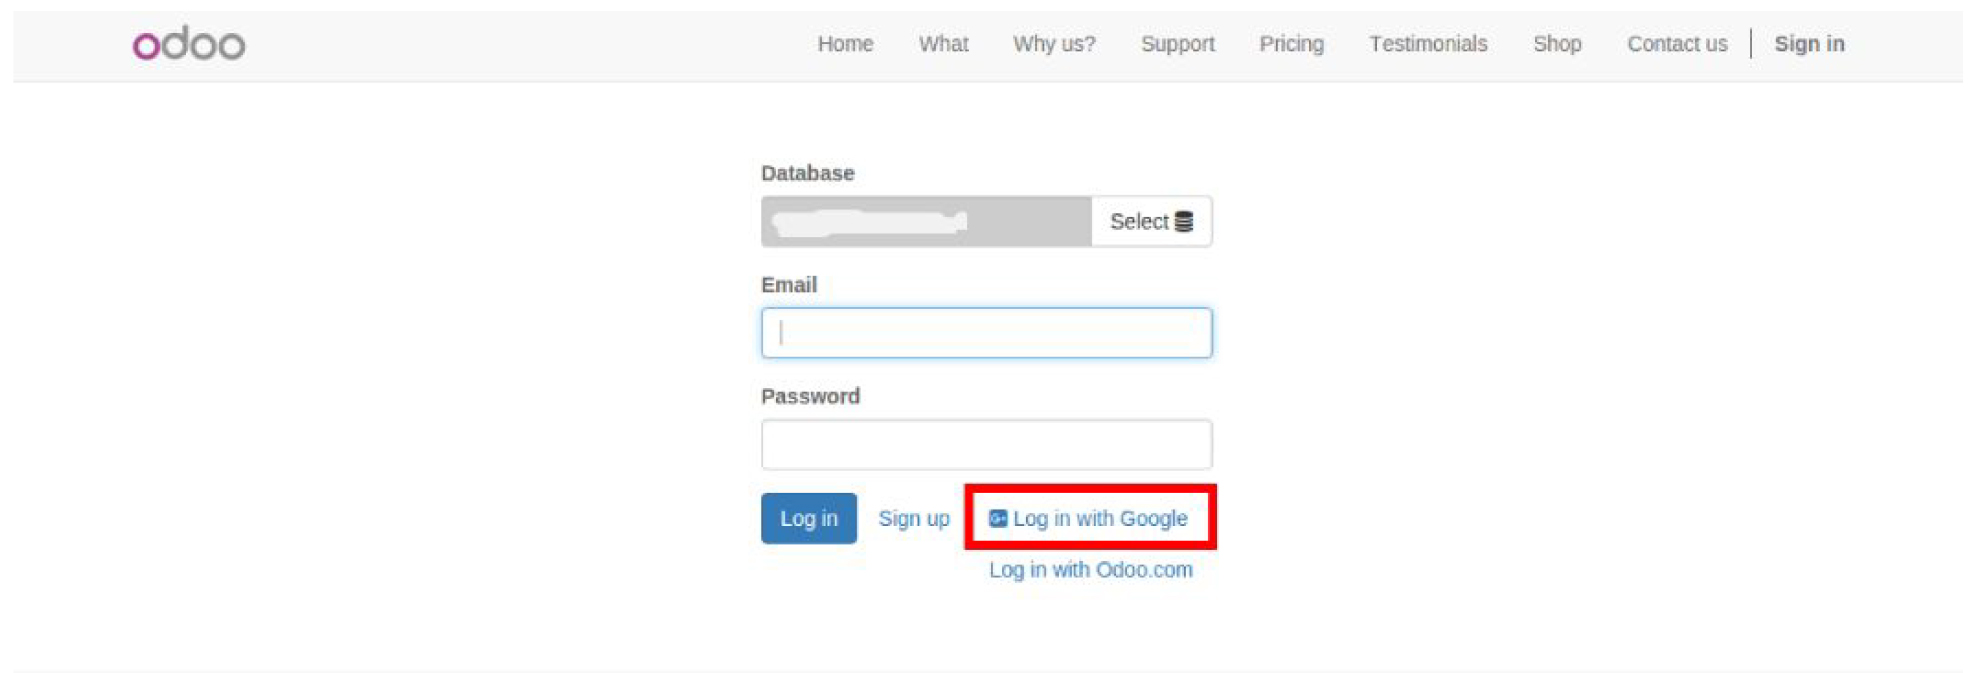 odoo Home What Why us? Support Pricing Testimonials Shop Contact us Sign in
Database
Select
Email
Password
Log in Sign up Log in with Google
Log in with Odoo.com